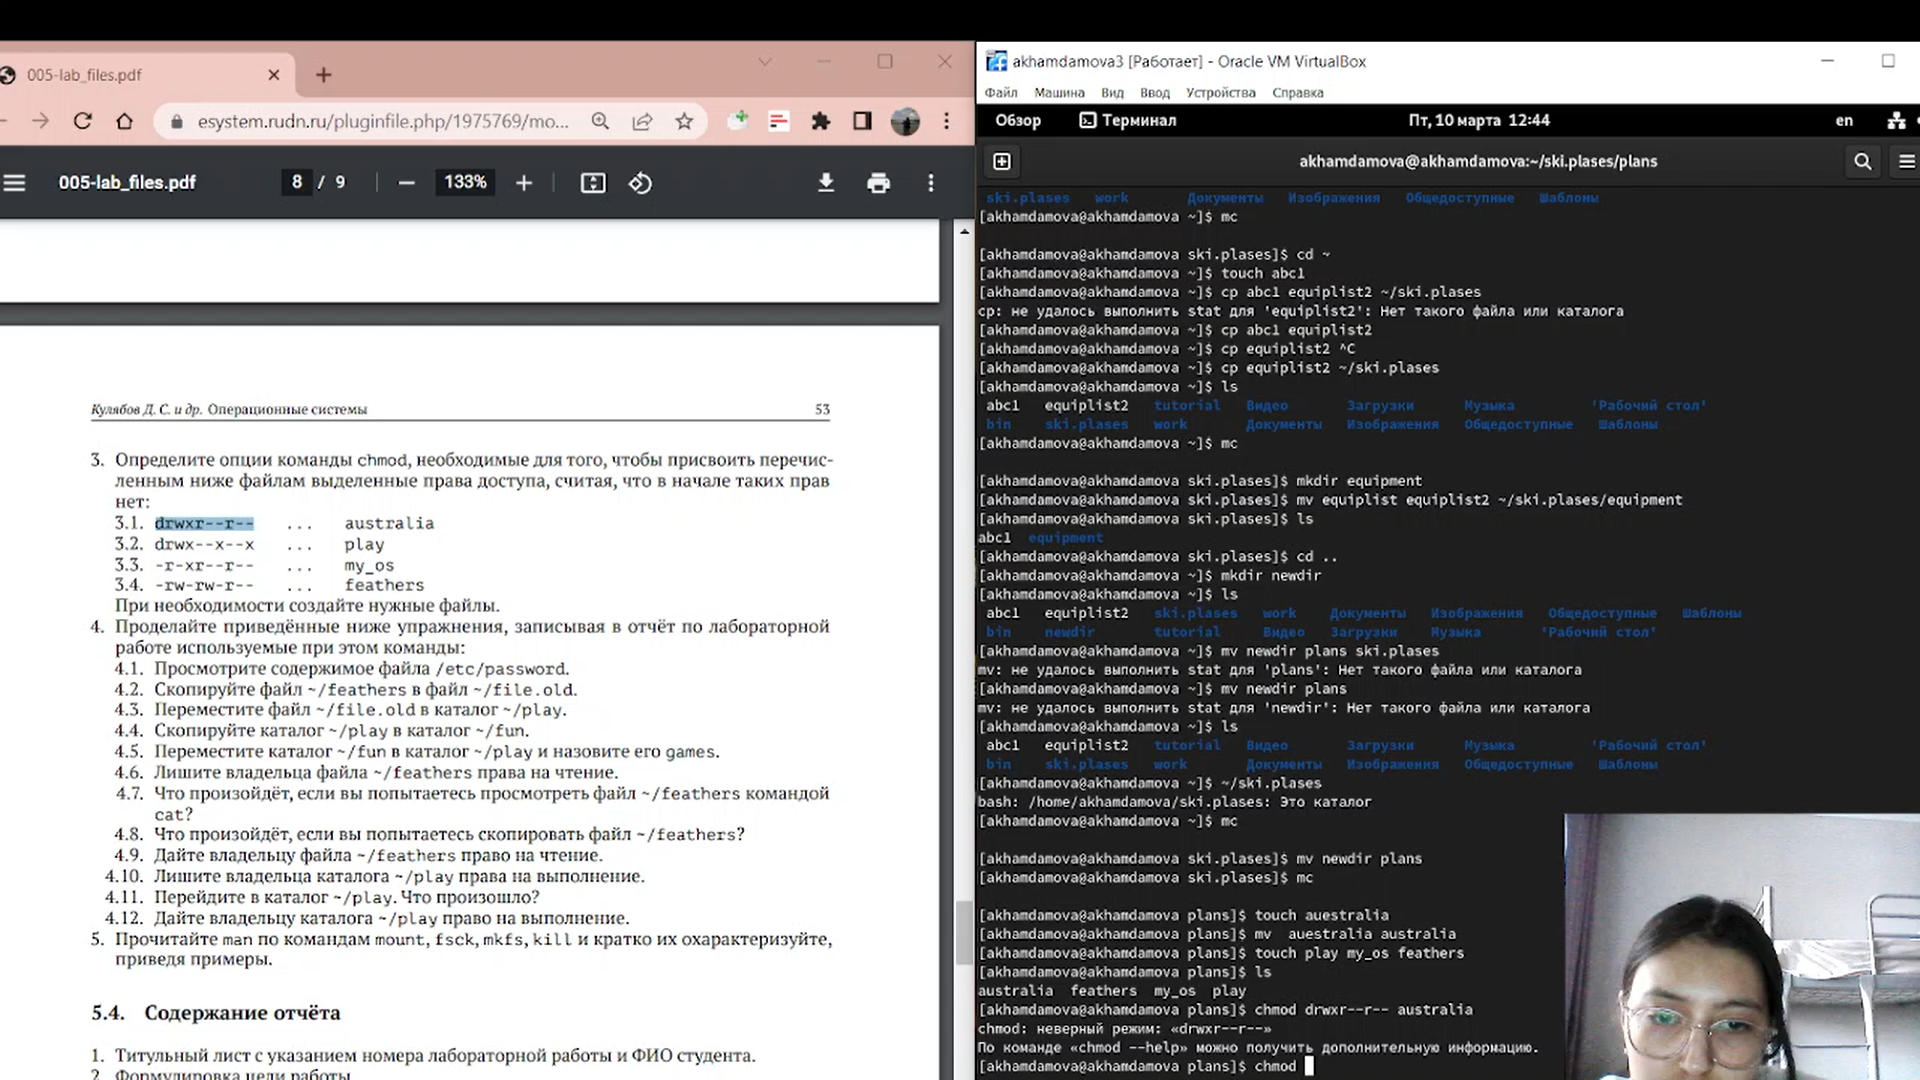 005-lab_files.pdf
esystem.rudn.ru/pluginfile.php/1975769/mo...
005-lab_files.pdf
8 / 9
133%
Кулябов Д. С. и др. Операционные системы 53
3. Определите опции команды chmod, необходимые для того, чтобы присвоить перечис-
ленным ниже файлам выделенные права доступа, считая, что в начале таких прав
нет:
3.1. drwxr--r-- ... australia
3.2. drwx--x--x ... play
3.3. -r-xr--r-- ... my_os
3.4. -rw-rw-r-- ... feathers
При необходимости создайте нужные файлы.
4. Проделайте приведённые ниже упражнения, записывая в отчёт по лабораторной
работе используемые при этом команды:
4.1. Просмотрите содержимое файла /etc/password.
4.2. Скопируйте файл ~/feathers в файл ~/file.old.
4.3. Переместите файл ~/file.old в каталог ~/play.
4.4. Скопируйте каталог ~/play в каталог ~/fun.
4.5. Переместите каталог ~/fun в каталог ~/play и назовите его games.
4.6. Лишите владельца файла ~/feathers права на чтение.
4.7. Что произойдёт, если вы попытаетесь просмотреть файл ~/feathers командой
cat?
4.8. Что произойдёт, если вы попытаетесь скопировать файл ~/feathers?
4.9. Дайте владельцу файла ~/feathers право на чтение.
4.10. Лишите владельца каталога ~/play права на выполнение.
4.11. Перейдите в каталог ~/play. Что произошло?
4.12. Дайте владельцу каталога ~/play право на выполнение.
5. Прочитайте man по командам mount, fsck, mkfs, kill и кратко их охарактеризуйте,
приведя примеры.
5.4. Содержание отчёта
1. Титульный лист с указанием номера лабораторной работы и ФИО студента.
2. Формулировка цели работы.
akhamdamova3 [Работает] - Oracle VM VirtualBox
Файл Машина Вид Ввод Устройства Справка
Обзор Терминал Пт, 10 марта 12:44 en
akhamdamova@akhamdamova:~/ski.plases/plans
ski.plases work Документы Изображения Общедоступные Шаблоны
[akhamdamova@akhamdamova ~]$ mc
[akhamdamova@akhamdamova ski.plases]$ cd ~
[akhamdamova@akhamdamova ~]$ touch abc1
[akhamdamova@akhamdamova ~]$ cp abc1 equiplist2 ~/ski.plases
cp: не удалось выполнить stat для 'equiplist2': Нет такого файла или каталога
[akhamdamova@akhamdamova ~]$ cp abc1 equiplist2
[akhamdamova@akhamdamova ~]$ cp equiplist2 ^C
[akhamdamova@akhamdamova ~]$ cp equiplist2 ~/ski.plases
[akhamdamova@akhamdamova ~]$ ls
abc1 equiplist2 tutorial Видео Загрузки Музыка 'Рабочий стол'
bin ski.plases work Документы Изображения Общедоступные Шаблоны
[akhamdamova@akhamdamova ~]$ mc
[akhamdamova@akhamdamova ski.plases]$ mkdir equipment
[akhamdamova@akhamdamova ski.plases]$ mv equiplist equiplist2 ~/ski.plases/equipment
[akhamdamova@akhamdamova ski.plases]$ ls
abc1 equipment
[akhamdamova@akhamdamova ski.plases]$ cd ..
[akhamdamova@akhamdamova ~]$ mkdir newdir
[akhamdamova@akhamdamova ~]$ ls
abc1 equiplist2 ski.plases work Документы Изображения Общедоступные Шаблоны
bin newdir tutorial Видео Загрузки Музыка 'Рабочий стол'
[akhamdamova@akhamdamova ~]$ mv newdir plans ski.plases
mv: не удалось выполнить stat для 'plans': Нет такого файла или каталога
[akhamdamova@akhamdamova ~]$ mv newdir plans
mv: не удалось выполнить stat для 'newdir': Нет такого файла или каталога
[akhamdamova@akhamdamova ~]$ ls
abc1 equiplist2 tutorial Видео Загрузки Музыка 'Рабочий стол'
bin ski.plases work Документы Изображения Общедоступные Шаблоны
[akhamdamova@akhamdamova ~]$ ~/ski.plases
bash: /home/akhamdamova/ski.plases: Это каталог
[akhamdamova@akhamdamova ~]$ mc
[akhamdamova@akhamdamova ski.plases]$ mv newdir plans
[akhamdamova@akhamdamova ski.plases]$ mc
[akhamdamova@akhamdamova plans]$ touch auestralia
[akhamdamova@akhamdamova plans]$ mv  auestralia australia
[akhamdamova@akhamdamova plans]$ touch play my_os feathers
[akhamdamova@akhamdamova plans]$ ls
australia feathers my_os play
[akhamdamova@akhamdamova plans]$ chmod drwxr--r-- australia
chmod: неверный режим: «drwxr--r--»
По команде «chmod --help» можно получить дополнительную информацию.
[akhamdamova@akhamdamova plans]$ chmod